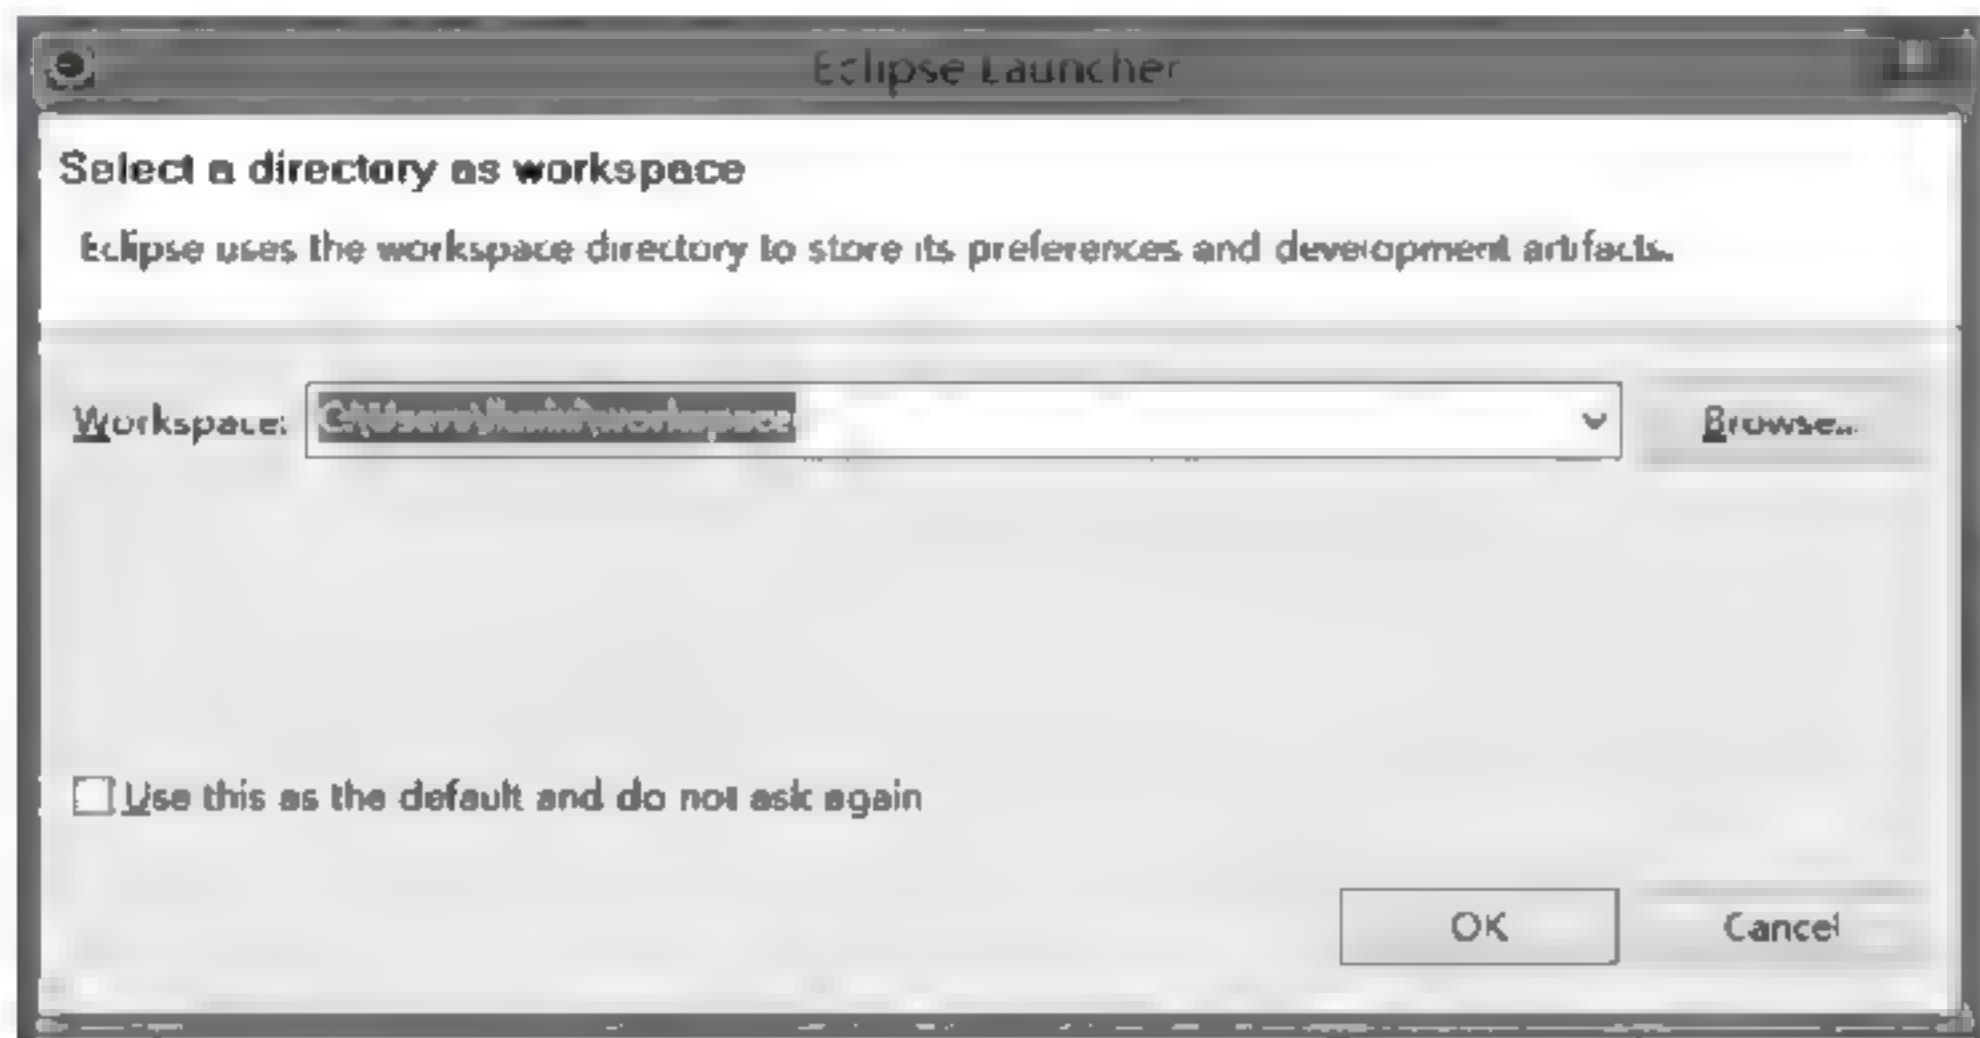 Eclipse Launcher
Select a directory as workspace
Eclipse uses the workspace directory to store its preferences and development artifacts.
Workspace: Browse...
Use this as the default and do not ask again
OK Cancel